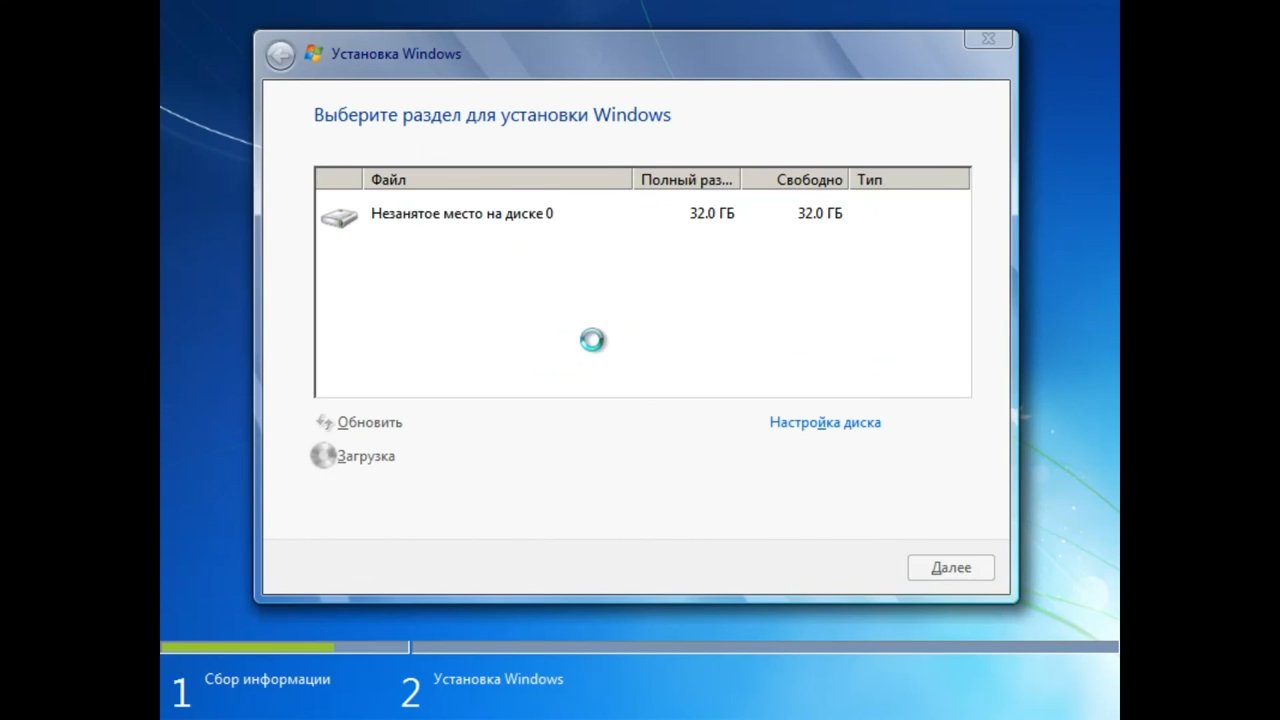 Установка Windows
Выберите раздел для установки Windows
Файл Полный раз... Свободно Тип
Незанятое место на диске 0 32.0 ГБ 32.0 ГБ
Обновить Настройка диска
Загрузка
Далее
1 Сбор информации 2 Установка Windows